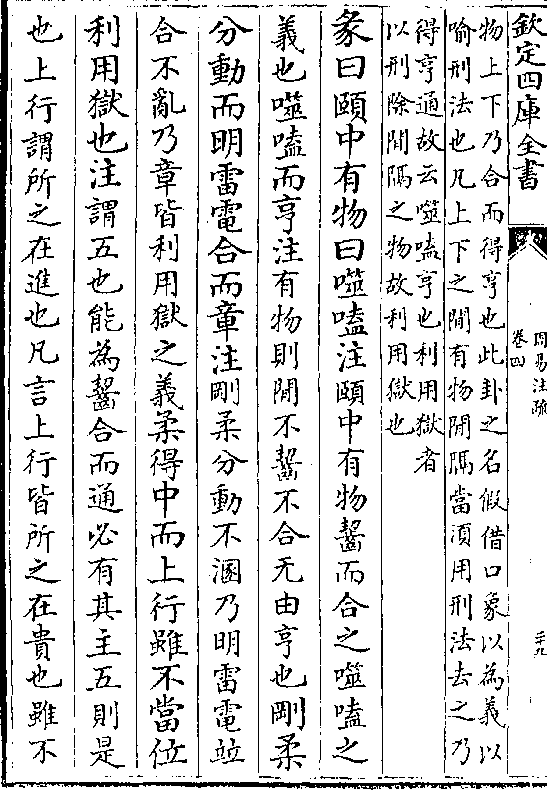 欽定四庫全書
周易注疏
卷四
三九
物上下乃合而得亨也此卦之名假借口象以為義以
喻刑法也凡上下之間有物間隔當須用刑法去之乃
得亨通故云噬嗑亨也利用獄者
以刑除間隔之物故利用獄也
彖曰頤中有物曰噬嗑注頤中有物齧而合之噬嗑之
義也噬嗑而亨注有物則間不齧不合无由亨也剛柔
分動而明雷電合而章注剛柔分動不溷乃明雷電竝
合不亂乃章皆利用獄之義柔得中而上行雖不當位
利用獄也注謂五也能為齧合而通必有其主五則是
也上行謂所之在進也凡言上行皆所之在貴也雖不